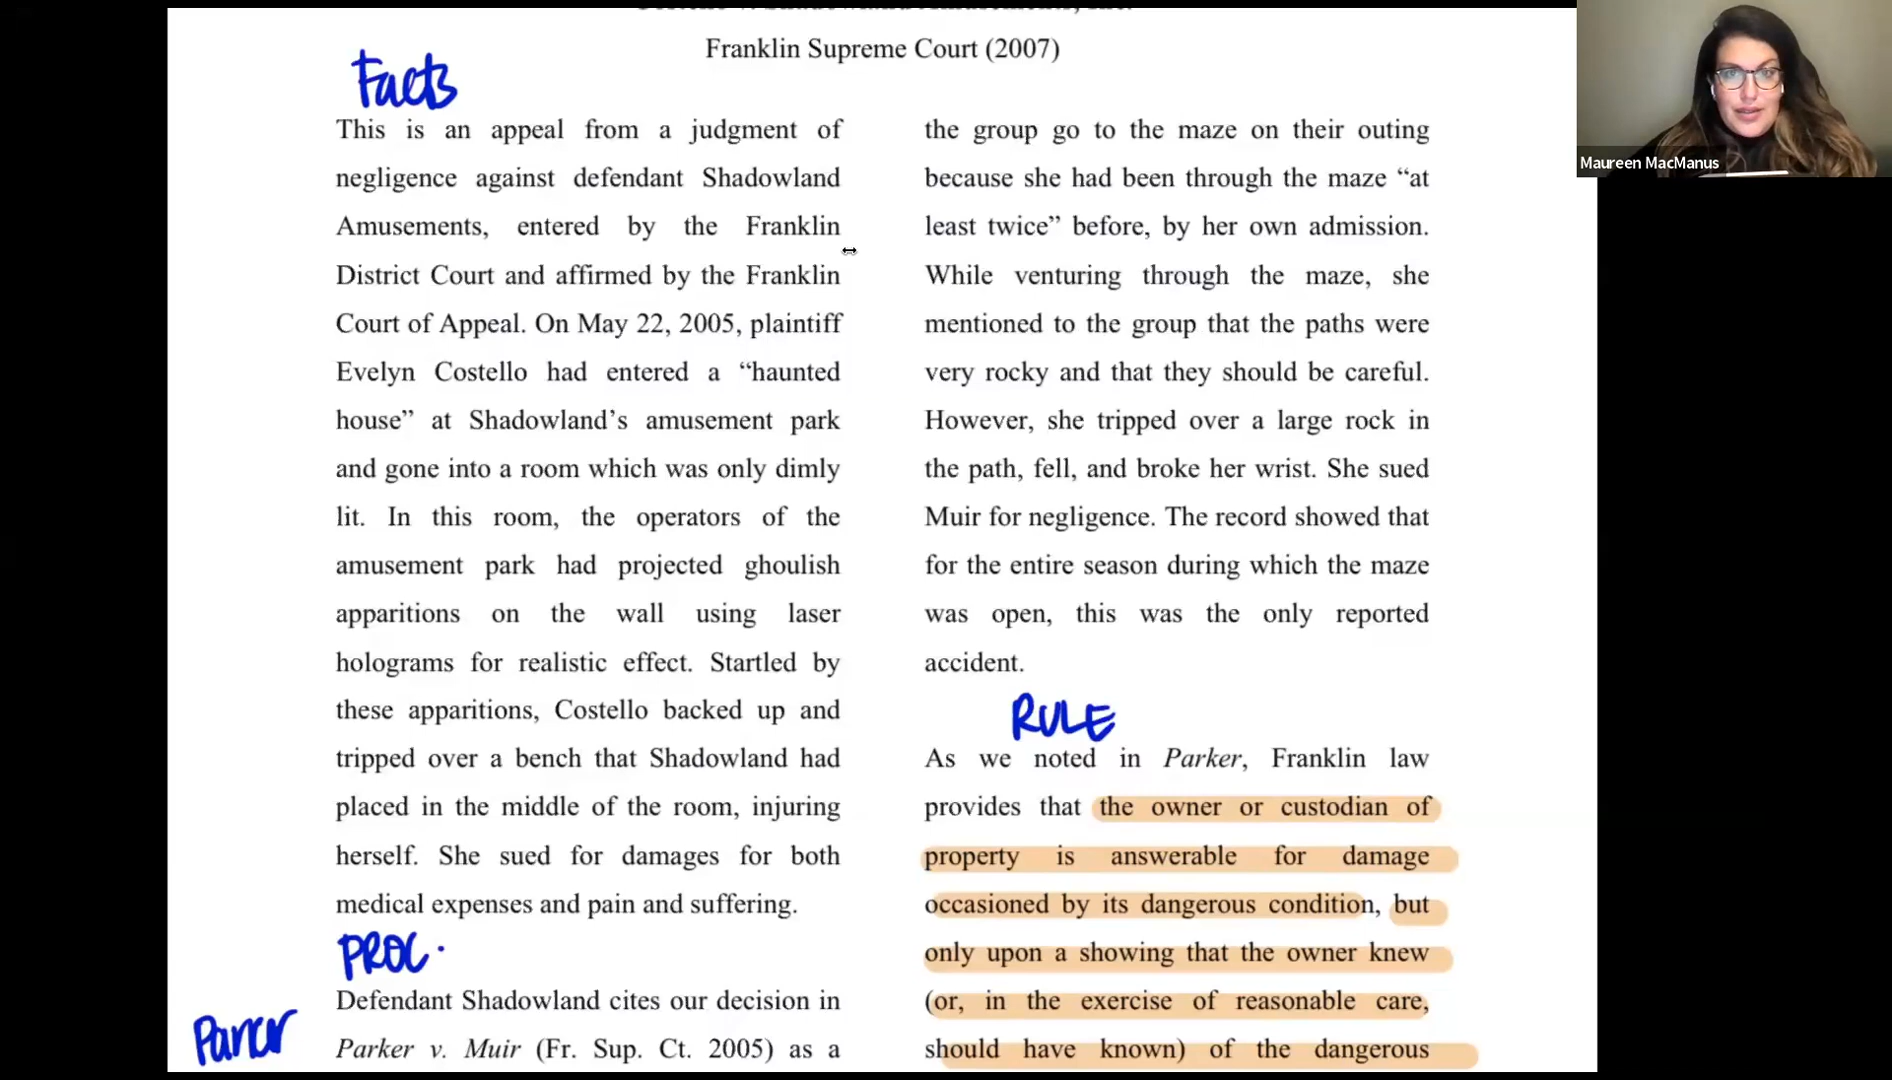 Costello v. Shadowland Amusements, Inc.
Franklin Supreme Court (2007)
Facts
This is an appeal from a judgment of
negligence against defendant Shadowland
Amusements, entered by the Franklin
District Court and affirmed by the Franklin
Court of Appeal. On May 22, 2005, plaintiff
Evelyn Costello had entered a “haunted
house” at Shadowland’s amusement park
and gone into a room which was only dimly
lit. In this room, the operators of the
amusement park had projected ghoulish
apparitions on the wall using laser
holograms for realistic effect. Startled by
these apparitions, Costello backed up and
tripped over a bench that Shadowland had
placed in the middle of the room, injuring
herself. She sued for damages for both
medical expenses and pain and suffering.
PROC.
Defendant Shadowland cites our decision in
Parker
Parker v. Muir (Fr. Sup. Ct. 2005) as a
the group go to the maze on their outing
because she had been through the maze “at
least twice” before, by her own admission.
While venturing through the maze, she
mentioned to the group that the paths were
very rocky and that they should be careful.
However, she tripped over a large rock in
the path, fell, and broke her wrist. She sued
Muir for negligence. The record showed that
for the entire season during which the maze
was open, this was the only reported
accident.
RULE
As we noted in Parker, Franklin law
provides that the owner or custodian of
property is answerable for damage
occasioned by its dangerous condition, but
only upon a showing that the owner knew
(or, in the exercise of reasonable care,
should have known) of the dangerous
Maureen MacManus